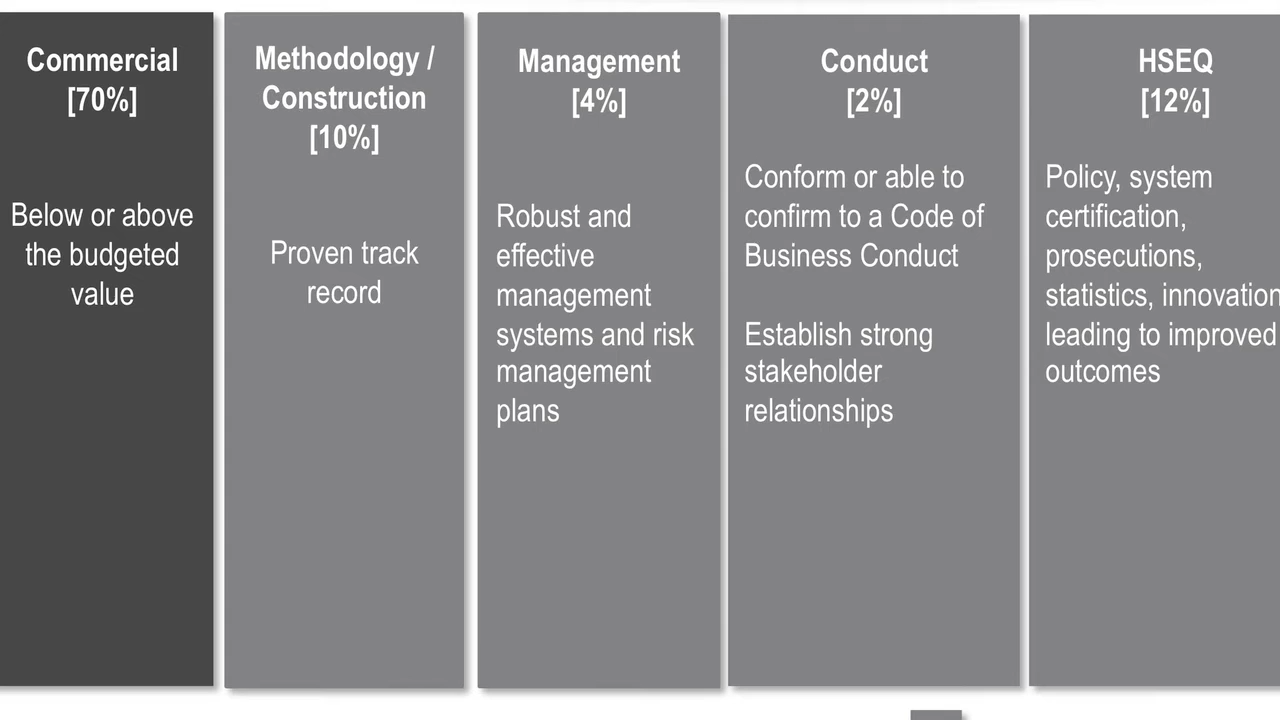 Commercial
[70%]
Below or above
the budgeted
value
Methodology /
Construction
[10%]
Proven track
record
Management
[4%]
Robust and
effective
management
systems and risk
management
plans
Conduct
[2%]
Conform or able to
confirm to a Code of
Business Conduct
Establish strong
stakeholder
relationships
HSEQ
[12%]
Policy, system
certification,
prosecutions,
statistics, innovation
leading to improved
outcomes